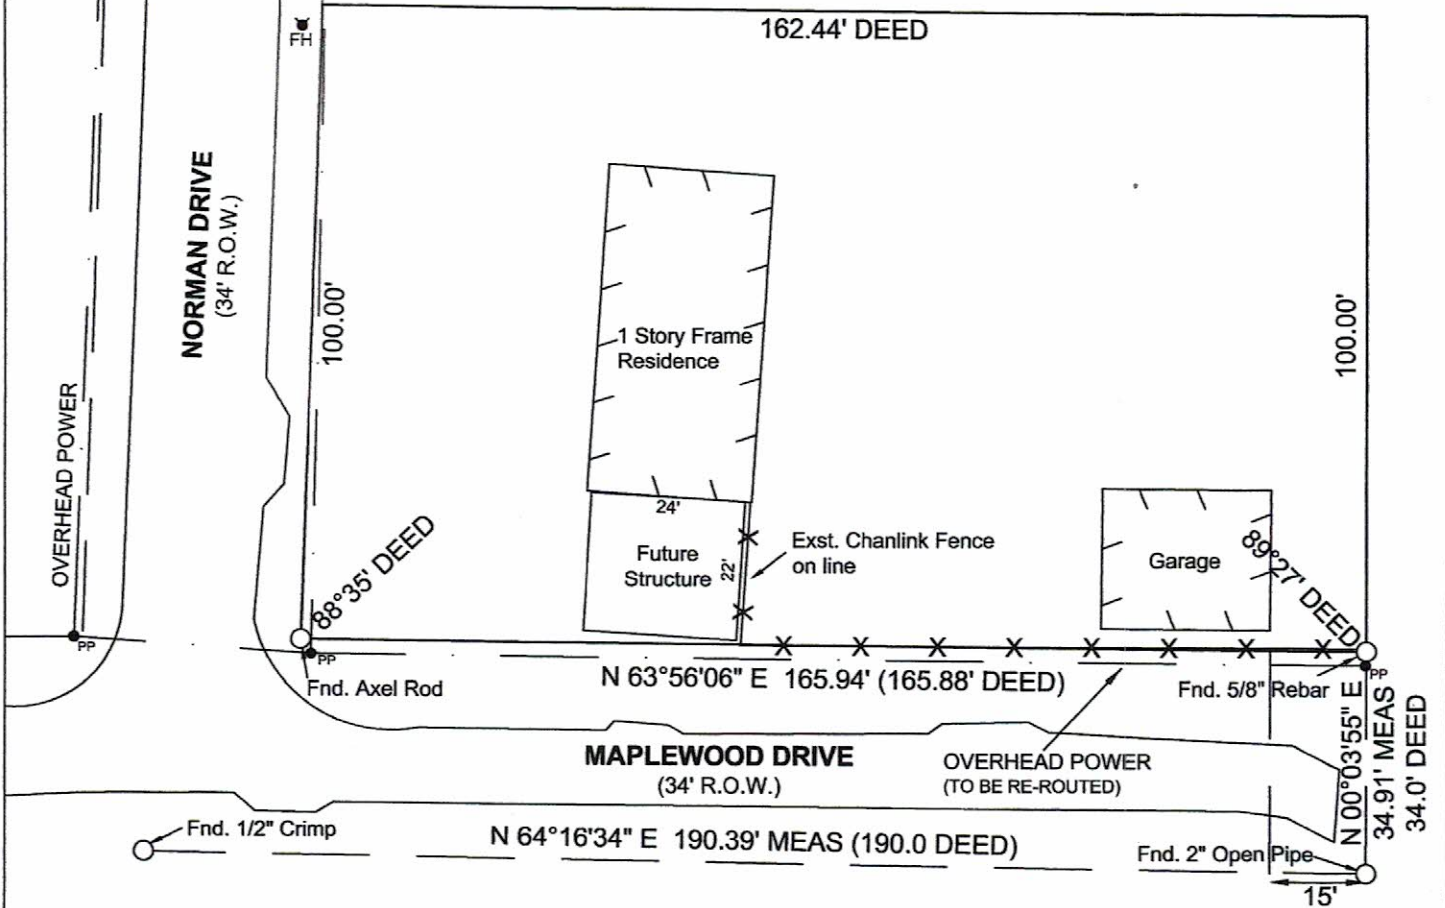 162.44' DEED
FH
NORMAN DRIVE
(34' R.O.W.)
100.00'
100.00'
1 Story Frame
Residence
OVERHEAD POWER
24'
88°35' DEED
Future
Structure
22'
Exst. Chanlink Fence
on line
Garage
89°27' DEED
PP
PP
PP
Fnd. Axel Rod
N 63°56'06" E 165.94' (165.88' DEED)
Fnd. 5/8" Rebar
MAPLEWOOD DRIVE
(34' R.O.W.)
OVERHEAD POWER
(TO BE RE-ROUTED)
N 00°03'55" E
34.91' MEAS
34.0' DEED
Fnd. 1/2" Crimp
N 64°16'34" E 190.39' MEAS (190.0 DEED)
Fnd. 2" Open Pipe
15'